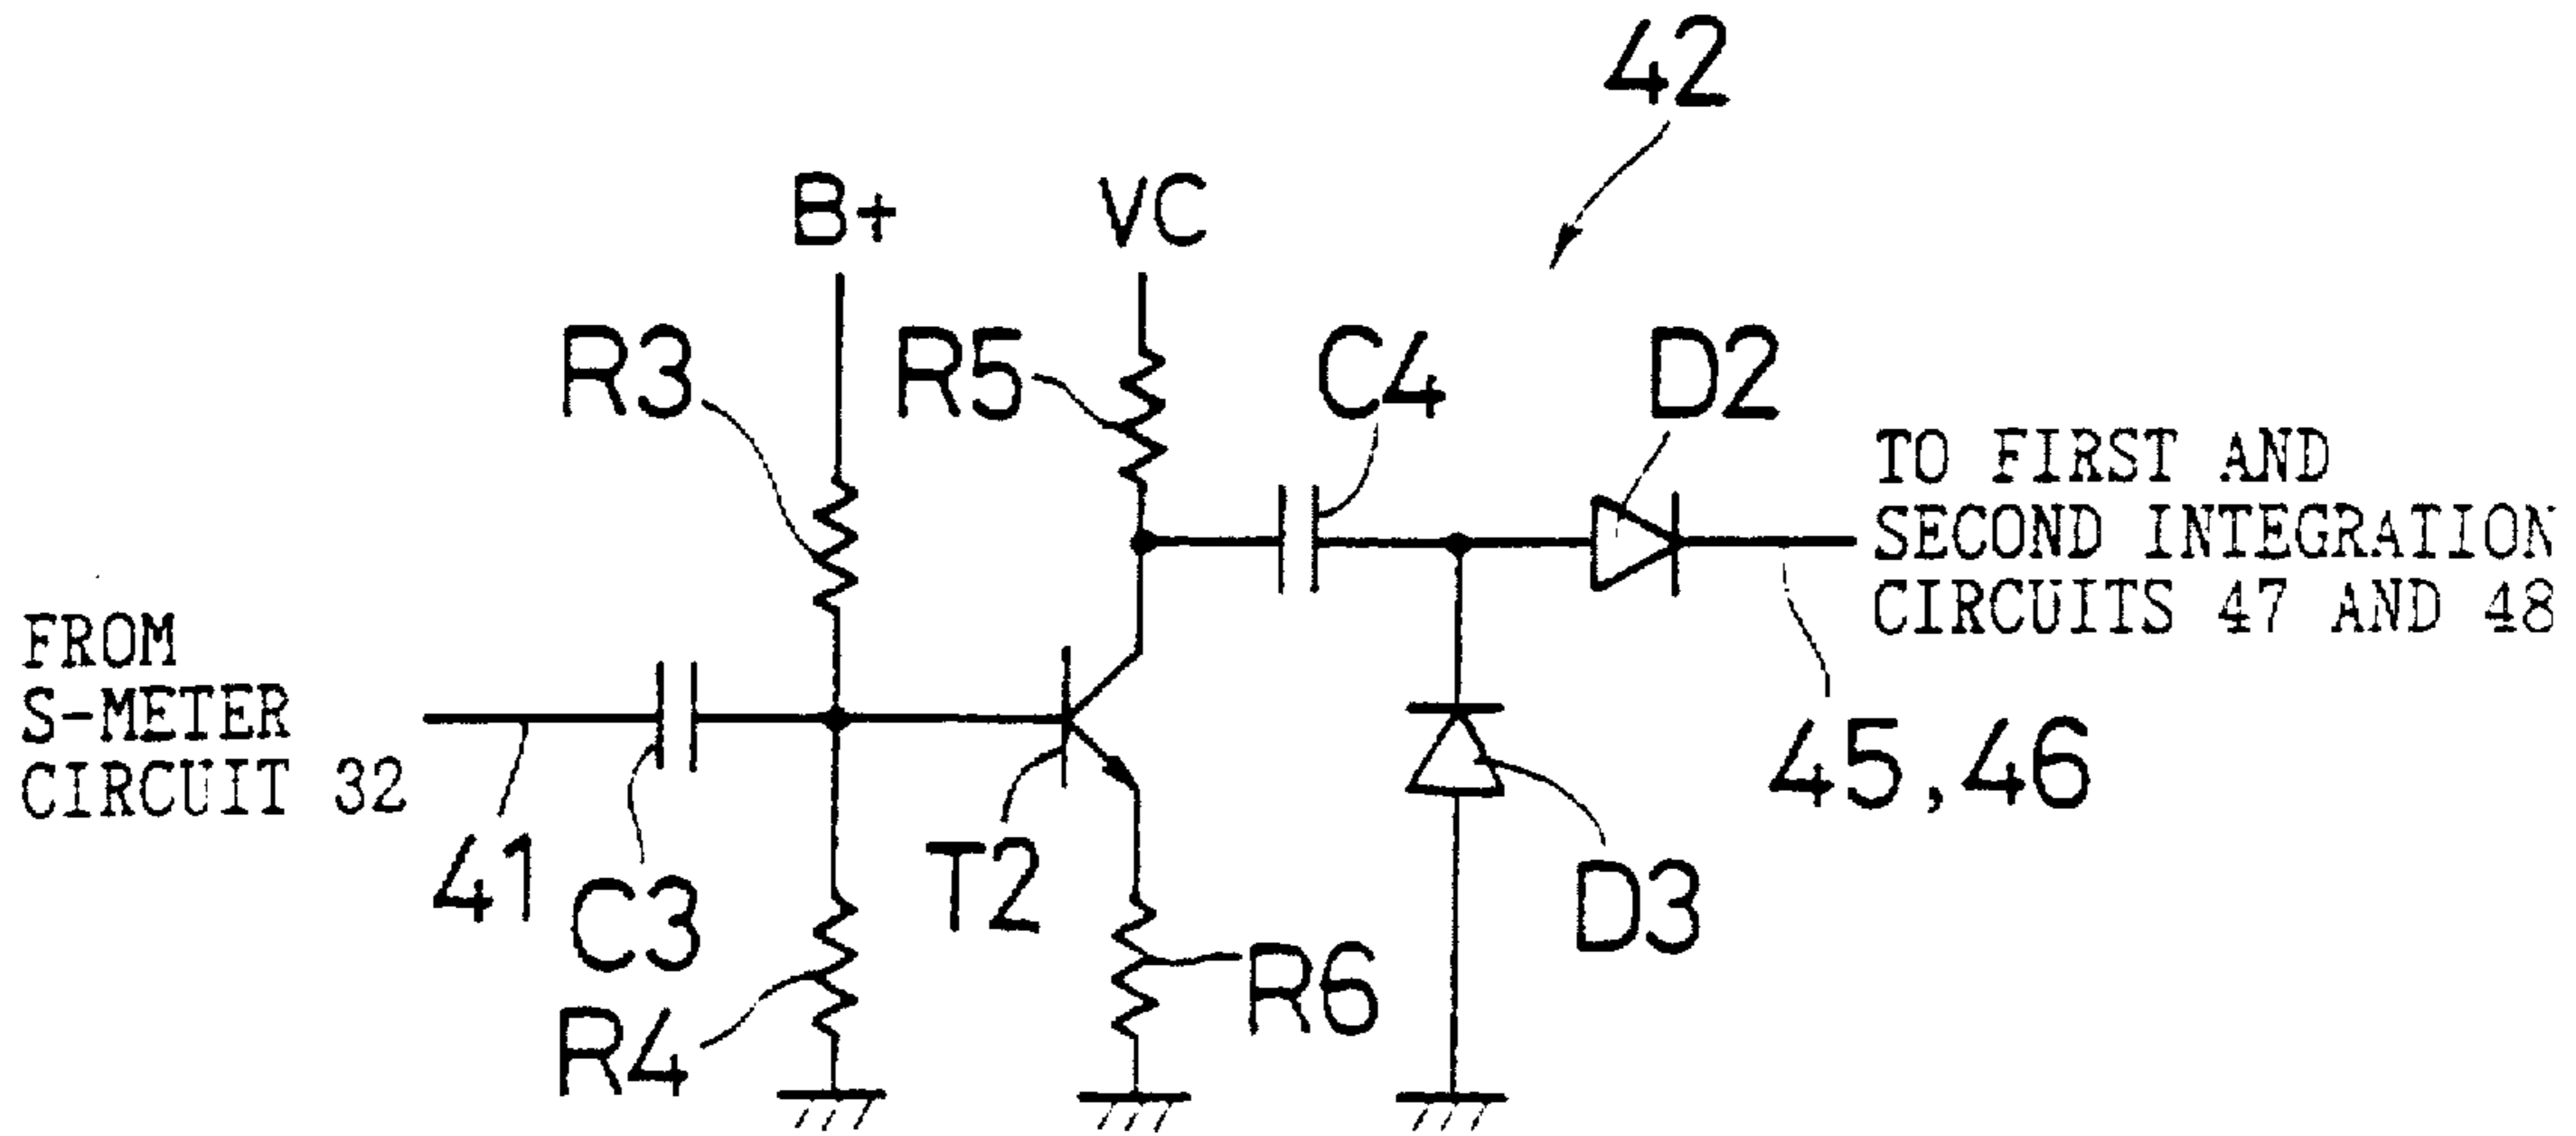 42
B+
VC
R3
R5
C4
D2
TO FIRST AND
SECOND INTEGRATION
CIRCUITS 47 AND 48
FROM
S-METER
CIRCUIT 32
41
C3
T2
45,46
D3
R4
R6